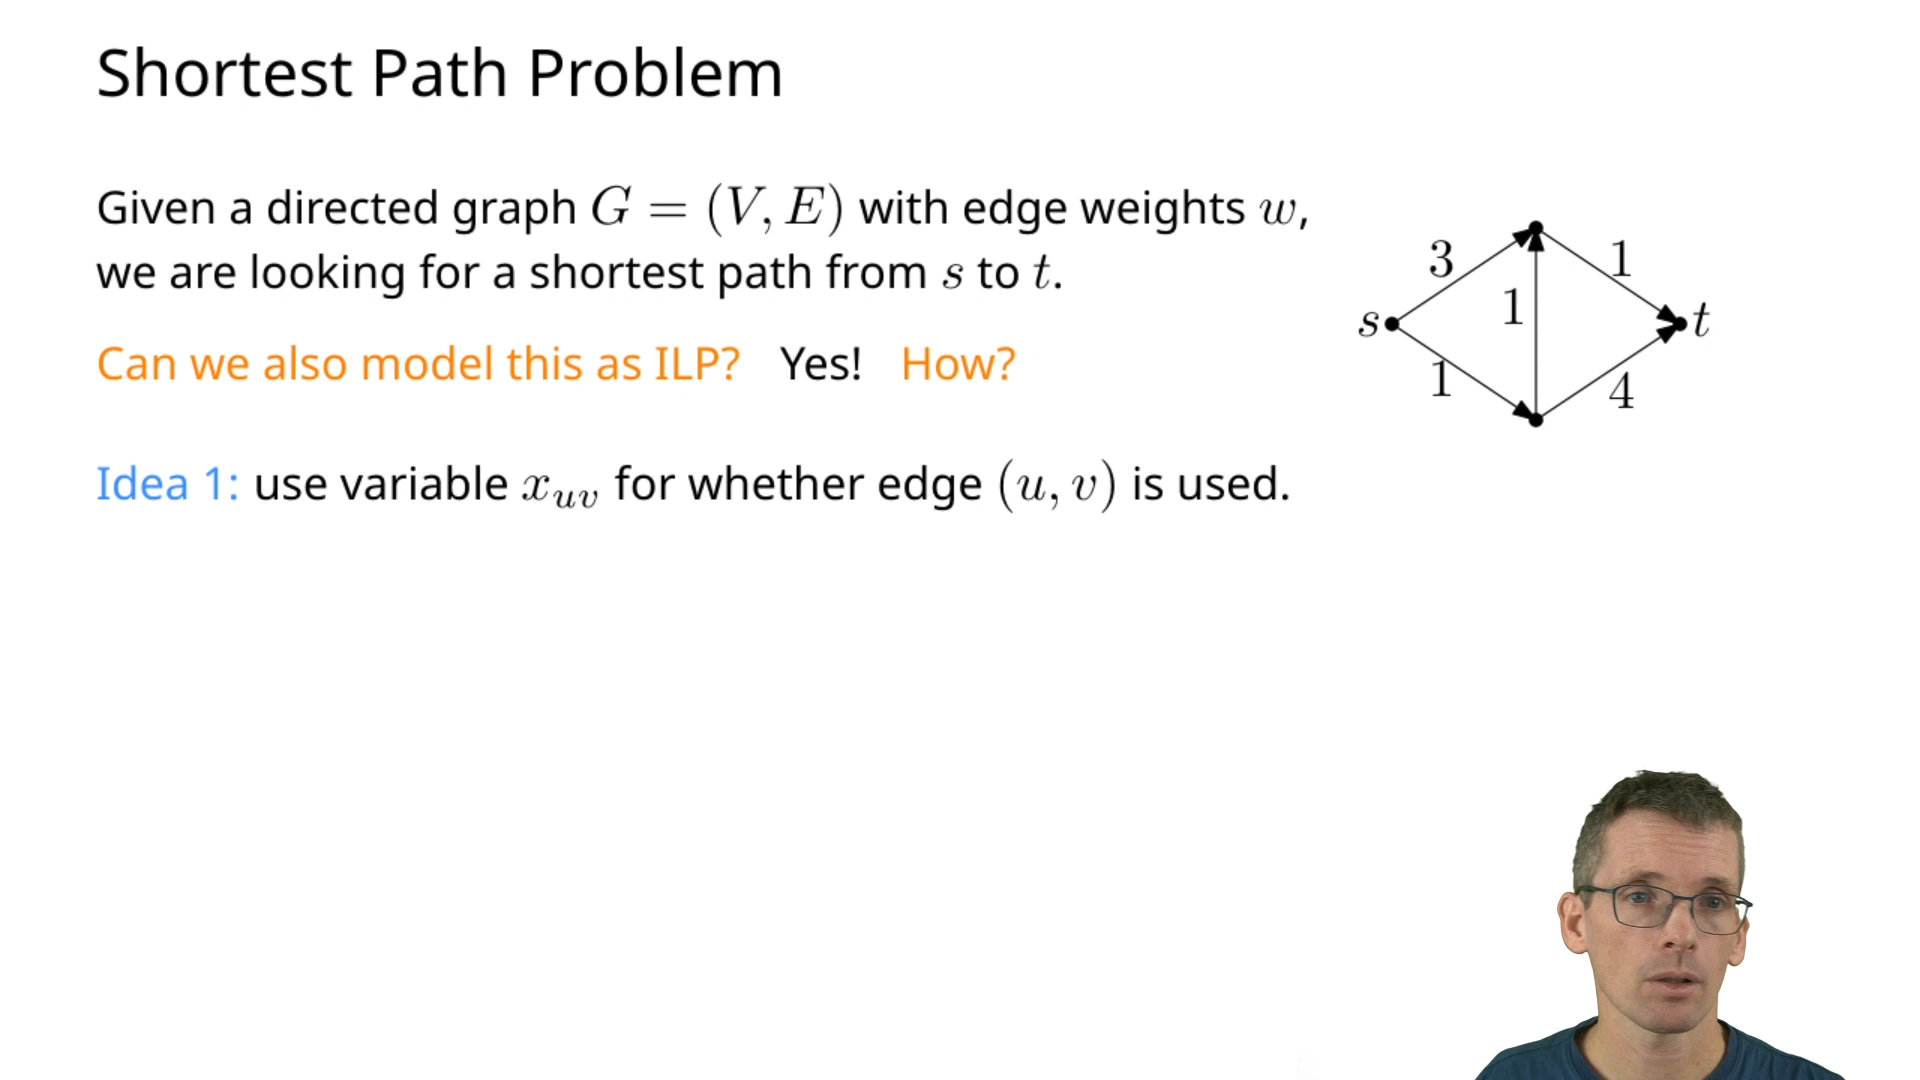 Shortest Path Problem
Given a directed graph G = (V, E) with edge weights w,
we are looking for a shortest path from s to t.
Can we also model this as ILP? Yes! How?
Idea 1: use variable x_{uv} for whether edge (u, v) is used.
3 1
1
s t
1 4